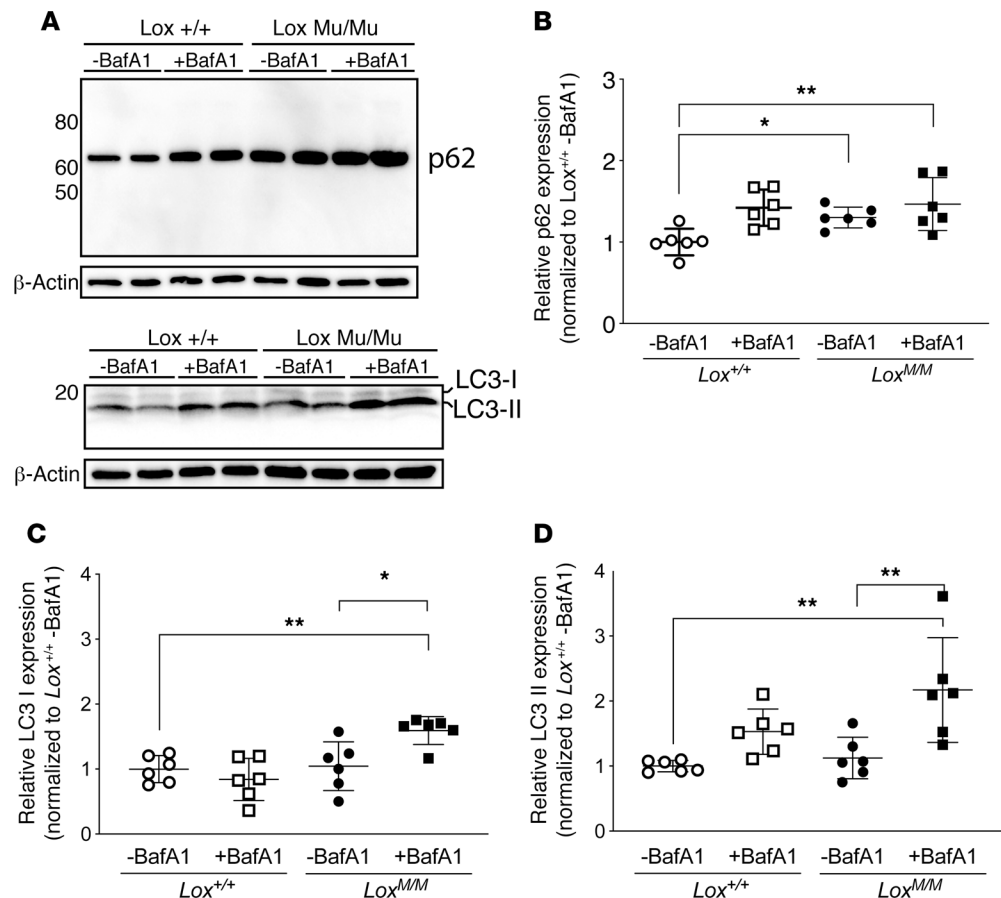 A
Lox +/+ Lox Mu/Mu
-BafA1 +BafA1 -BafA1 +BafA1
80
60
50
p62
β-Actin
Lox +/+ Lox Mu/Mu
-BafA1 +BafA1 -BafA1 +BafA1
20
LC3-I
LC3-II
β-Actin
B
Relative p62 expression
(normalized to Lox+/+ -BafA1)
3
2
1
0
**
*
-BafA1 +BafA1 -BafA1 +BafA1
Lox+/+ LoxM/M
C
Relative LC3 I expression
(normalized to Lox+/+ -BafA1)
4
3
2
1
0
*
**
-BafA1 +BafA1 -BafA1 +BafA1
Lox+/+ LoxM/M
D
Relative LC3 II expression
(normalized to Lox+/+ -BafA1)
4
3
2
1
0
**
**
-BafA1 +BafA1 -BafA1 +BafA1
Lox+/+ LoxM/M